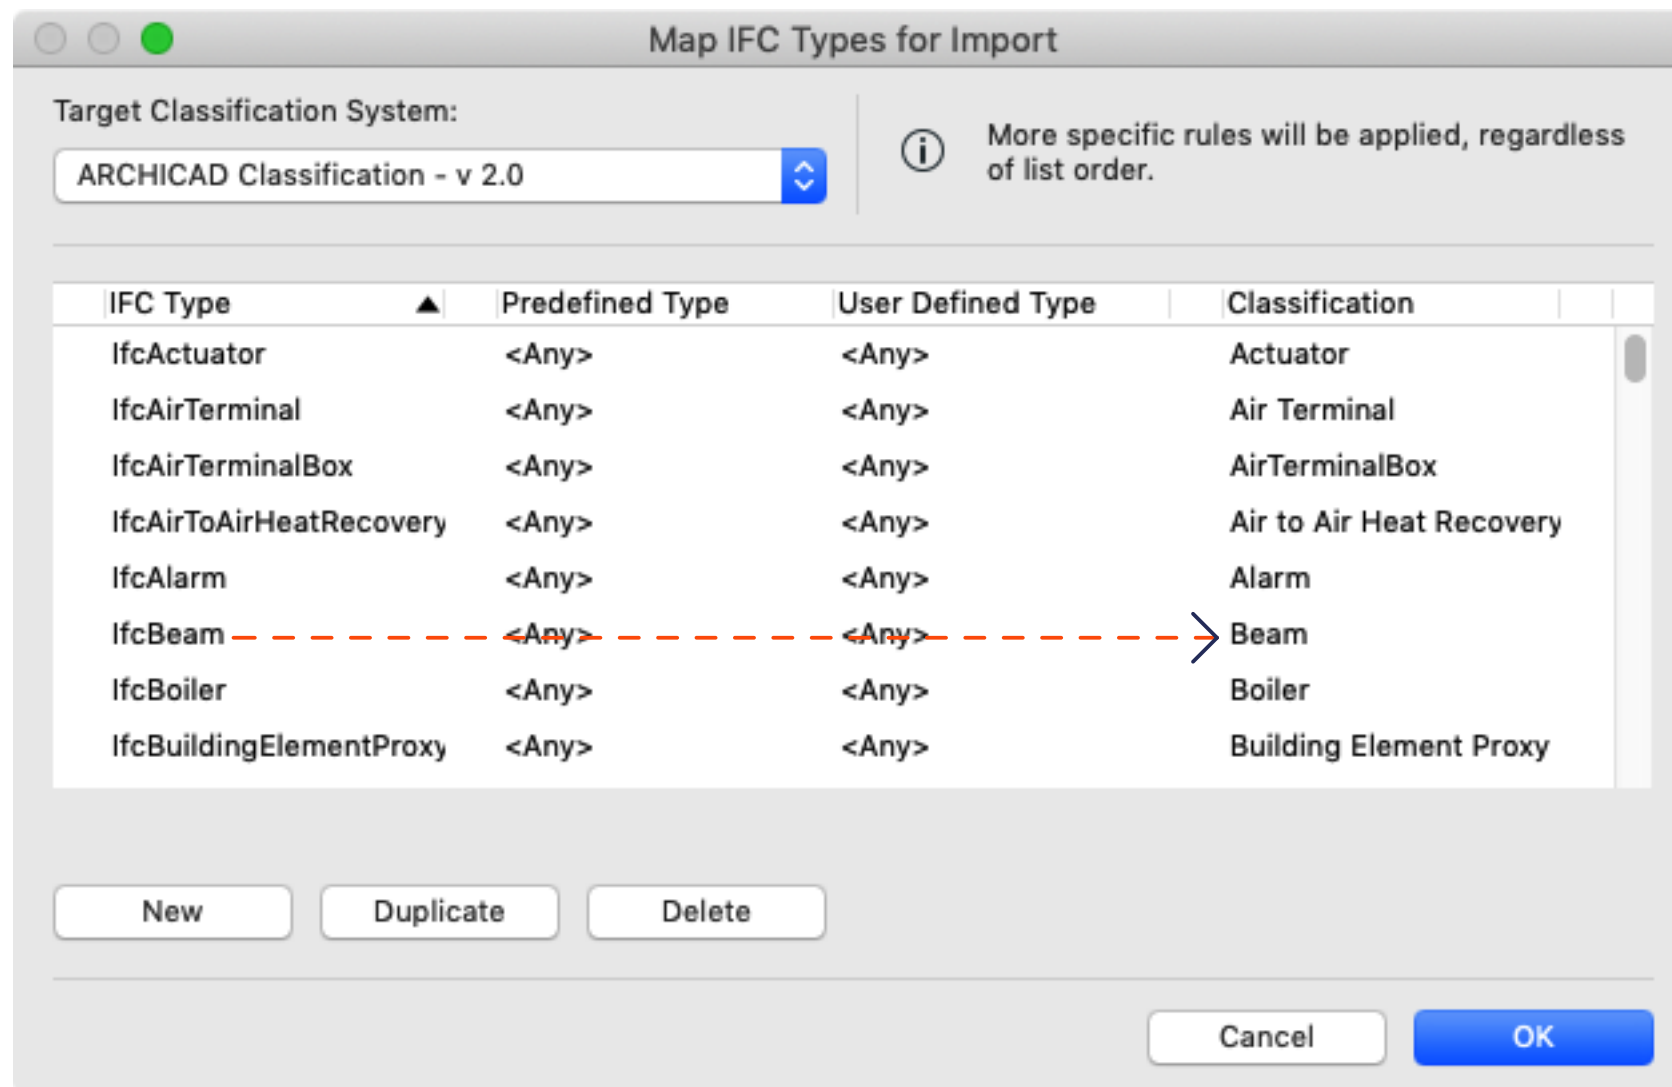 Map IFC Types for Import
Target Classification System:
ARCHICAD Classification - v 2.0
More specific rules will be applied, regardless
of list order.
IFC Type Predefined Type User Defined Type Classification
IfcActuator <Any> <Any> Actuator
IfcAirTerminal <Any> <Any> Air Terminal
IfcAirTerminalBox <Any> <Any> AirTerminalBox
IfcAirToAirHeatRecovery <Any> <Any> Air to Air Heat Recovery
IfcAlarm <Any> <Any> Alarm
IfcBeam <Any> <Any> Beam
IfcBoiler <Any> <Any> Boiler
IfcBuildingElementProxy <Any> <Any> Building Element Proxy
New Duplicate Delete
Cancel OK